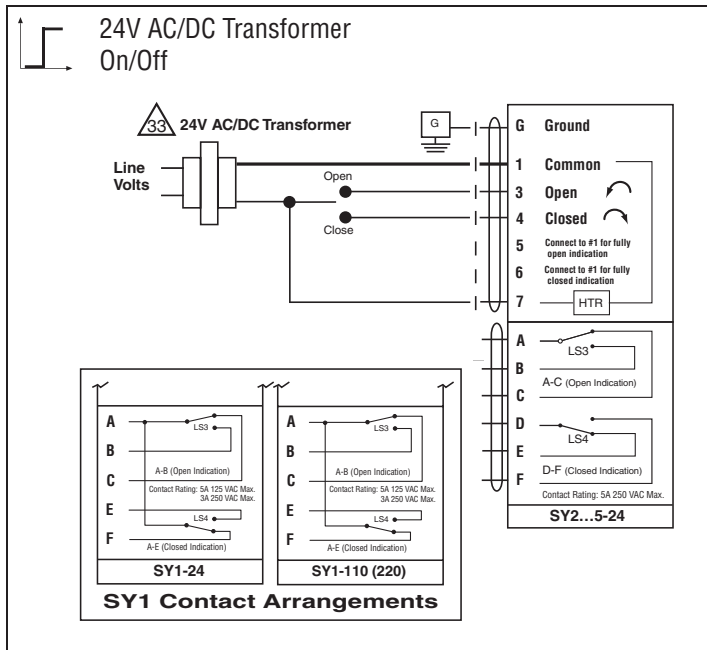 24V AC/DC Transformer
On/Off
33 24V AC/DC Transformer
Line
Volts
Open
Close
G
G Ground
1 Common
3 Open
4 Closed
5 Connect to #1 for fully
open indication
6 Connect to #1 for fully
closed indication
7 HTR
A
LS3
B
A-C (Open Indication)
C
D
LS4
E
D-F (Closed Indication)
F
Contact Rating: 5A 250 VAC Max.
SY2...5-24
A
LS3
B
A-B (Open Indication)
C
Contact Rating: 5A 125 VAC Max.
3A 250 VAC Max.
E
LS4
F
A-E (Closed Indication)
SY1-24
A
LS3
B
A-B (Open Indication)
C
Contact Rating: 5A 125 VAC Max.
3A 250 VAC Max.
E
LS4
F
A-E (Closed Indication)
SY1-110 (220)
SY1 Contact Arrangements